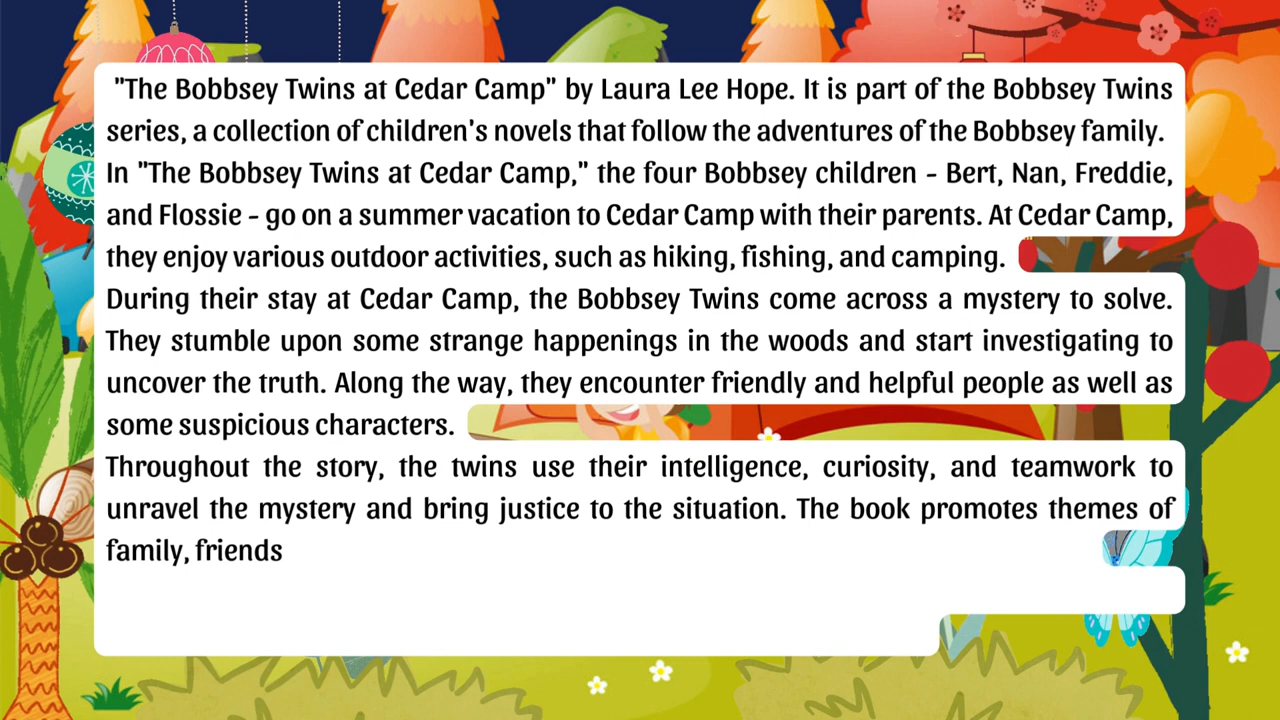 "The Bobbsey Twins at Cedar Camp" by Laura Lee Hope. It is part of the Bobbsey Twins
series, a collection of children's novels that follow the adventures of the Bobbsey family.
In "The Bobbsey Twins at Cedar Camp," the four Bobbsey children - Bert, Nan, Freddie,
and Flossie - go on a summer vacation to Cedar Camp with their parents. At Cedar Camp,
they enjoy various outdoor activities, such as hiking, fishing, and camping.
During their stay at Cedar Camp, the Bobbsey Twins come across a mystery to solve.
They stumble upon some strange happenings in the woods and start investigating to
uncover the truth. Along the way, they encounter friendly and helpful people as well as
some suspicious characters.
Throughout the story, the twins use their intelligence, curiosity, and teamwork to
unravel the mystery and bring justice to the situation. The book promotes themes of
family, friends